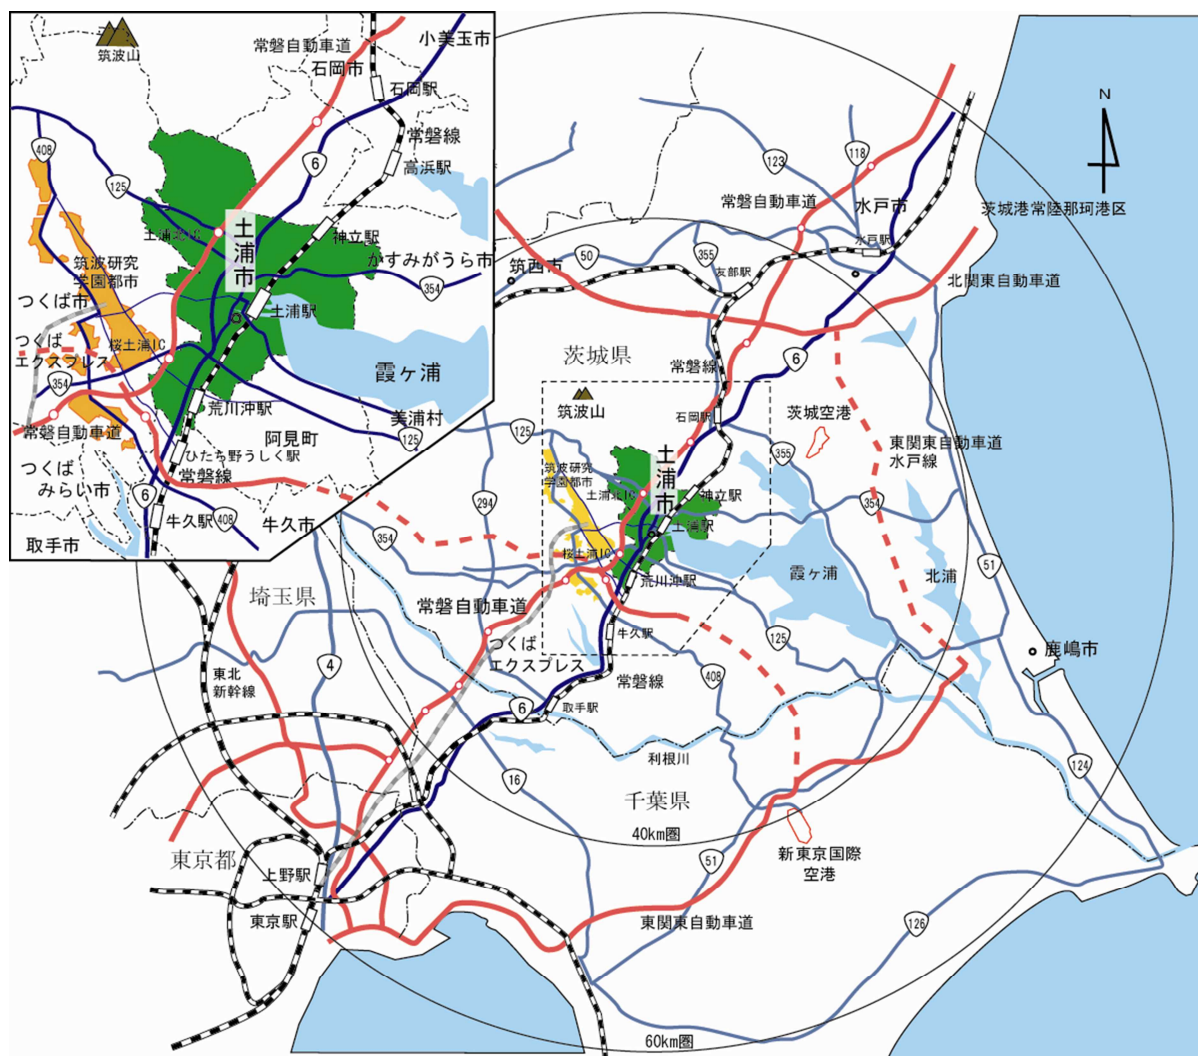 筑波山
常磐自動車道
石岡市
小美玉市
石岡駅
常磐線
高浜駅
408
6
125
土浦北IC
土浦市
神立駅
かすみがうら市
354
筑波研究
学園都市
つくば市
土浦駅
桜土浦IC
つくば
エクスプレス
霞ヶ浦
354
荒川沖駅
美浦村
125
常磐自動車道
阿見町
ひたち野うしく駅
常磐線
つくば
みらい市
6
牛久駅
408
牛久市
取手市
N
123
118
常磐自動車道
水戸市
茨城港常陸那珂港区
水戸駅
355
50
筑西市
友部駅
北関東自動車道
6
茨城県
常磐線
筑波山
石岡駅
茨城空港
125
355
東関東自動車道
水戸線
土浦市
筑波研究
学園都市
土浦北IC
神立駅
294
354
土浦駅
354
桜土浦IC
霞ヶ浦
北浦
51
荒川沖駅
埼玉県
常磐自動車道
牛久駅
125
鹿嶋市
つくば
エクスプレス
4
東北
新幹線
常磐線
408
6
取手駅
利根川
16
124
千葉県
40km圏
新東京国際
空港
51
東京都
上野駅
東京駅
東関東自動車道
126
60km圏